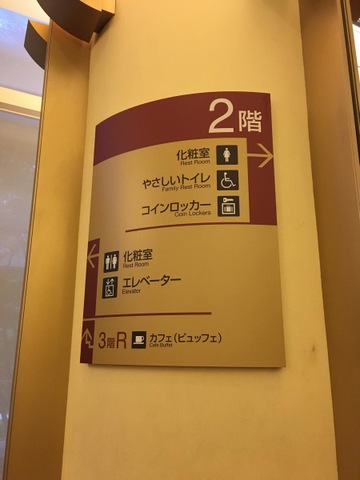 2階
化粧室
Rest Room
やさしいトイレ
Family Rest Room
コインロッカー
Coin Lockers
化粧室
Rest Room
エレベーター
Elevator
3階R カフェ(ビュッフェ)
Cafe Buffet